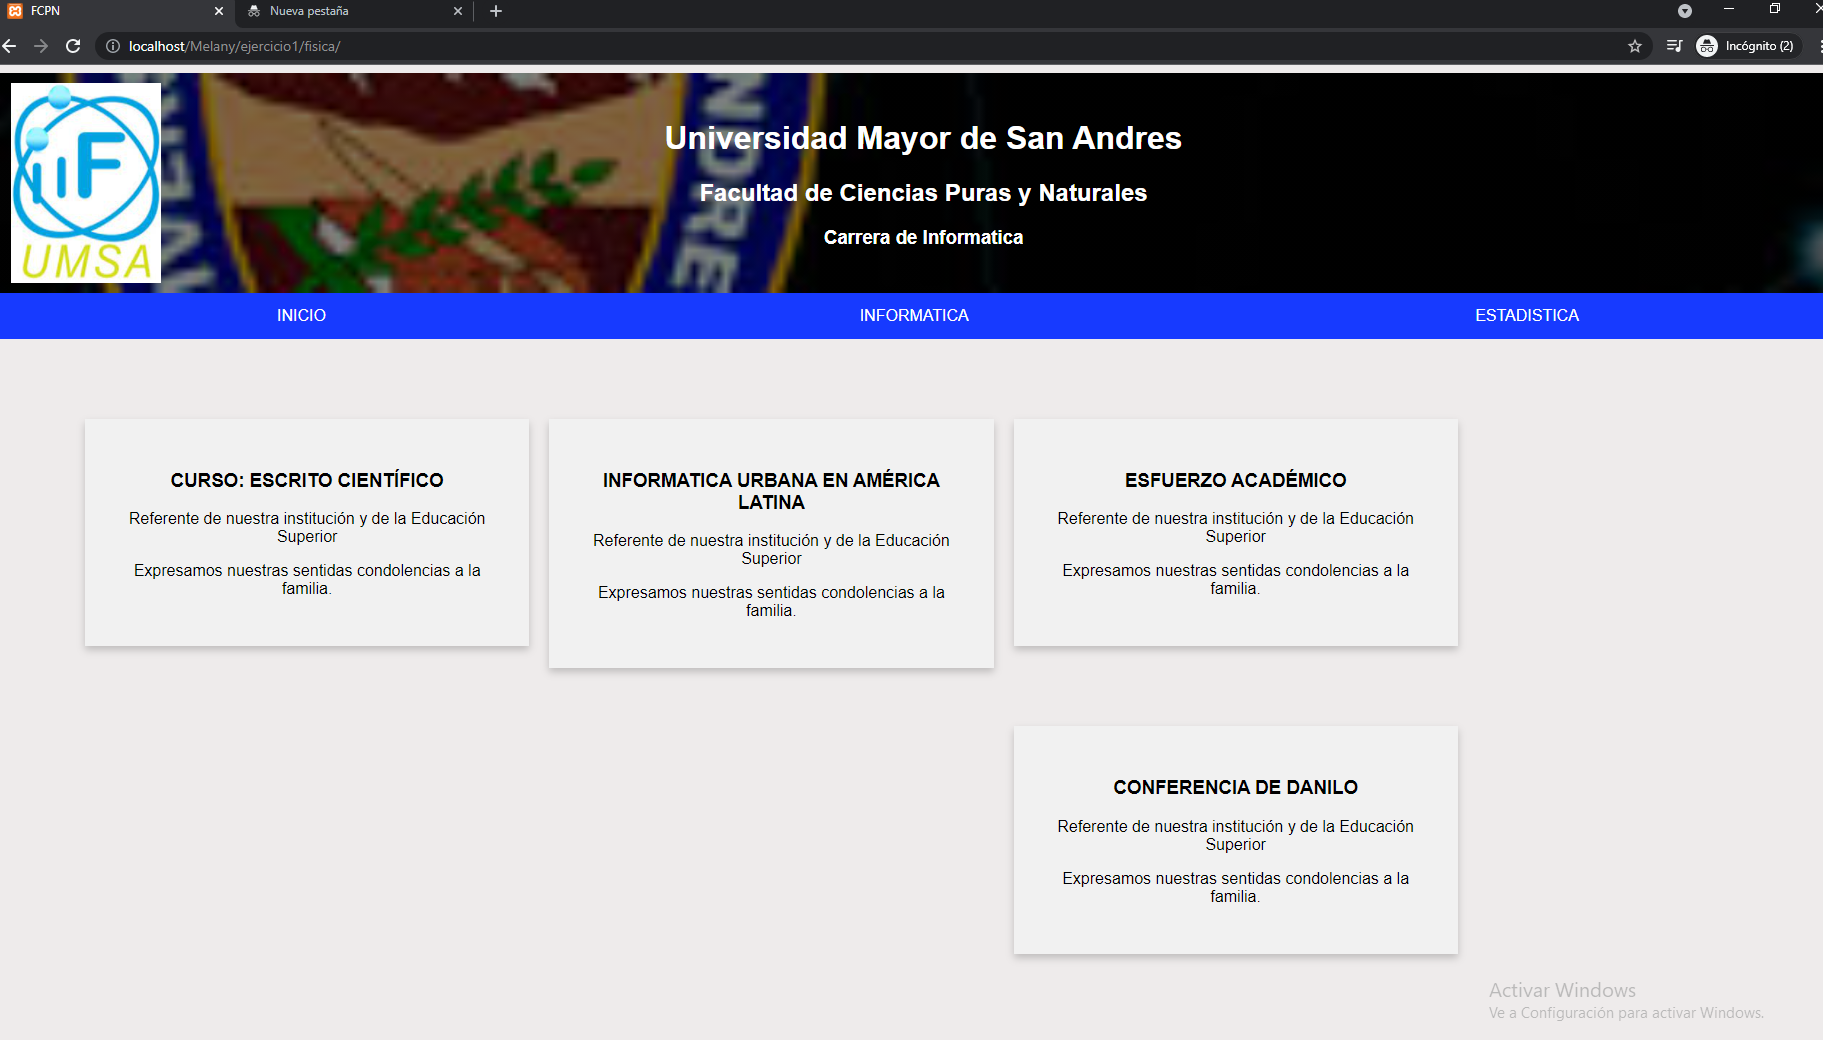 FCPN
Nueva pestaña
localhost/Melany/ejercicio1/fisica/
Incógnito (2)
UMSA
Universidad Mayor de San Andres
Facultad de Ciencias Puras y Naturales
Carrera de Informatica
INICIO
INFORMATICA
ESTADISTICA
CURSO: ESCRITO CIENTÍFICO
Referente de nuestra institución y de la Educación
Superior
Expresamos nuestras sentidas condolencias a la
familia.
INFORMATICA URBANA EN AMÉRICA
LATINA
Referente de nuestra institución y de la Educación
Superior
Expresamos nuestras sentidas condolencias a la
familia.
ESFUERZO ACADÉMICO
Referente de nuestra institución y de la Educación
Superior
Expresamos nuestras sentidas condolencias a la
familia.
CONFERENCIA DE DANILO
Referente de nuestra institución y de la Educación
Superior
Expresamos nuestras sentidas condolencias a la
familia.
Activar Windows
Ve a Configuración para activar Windows.